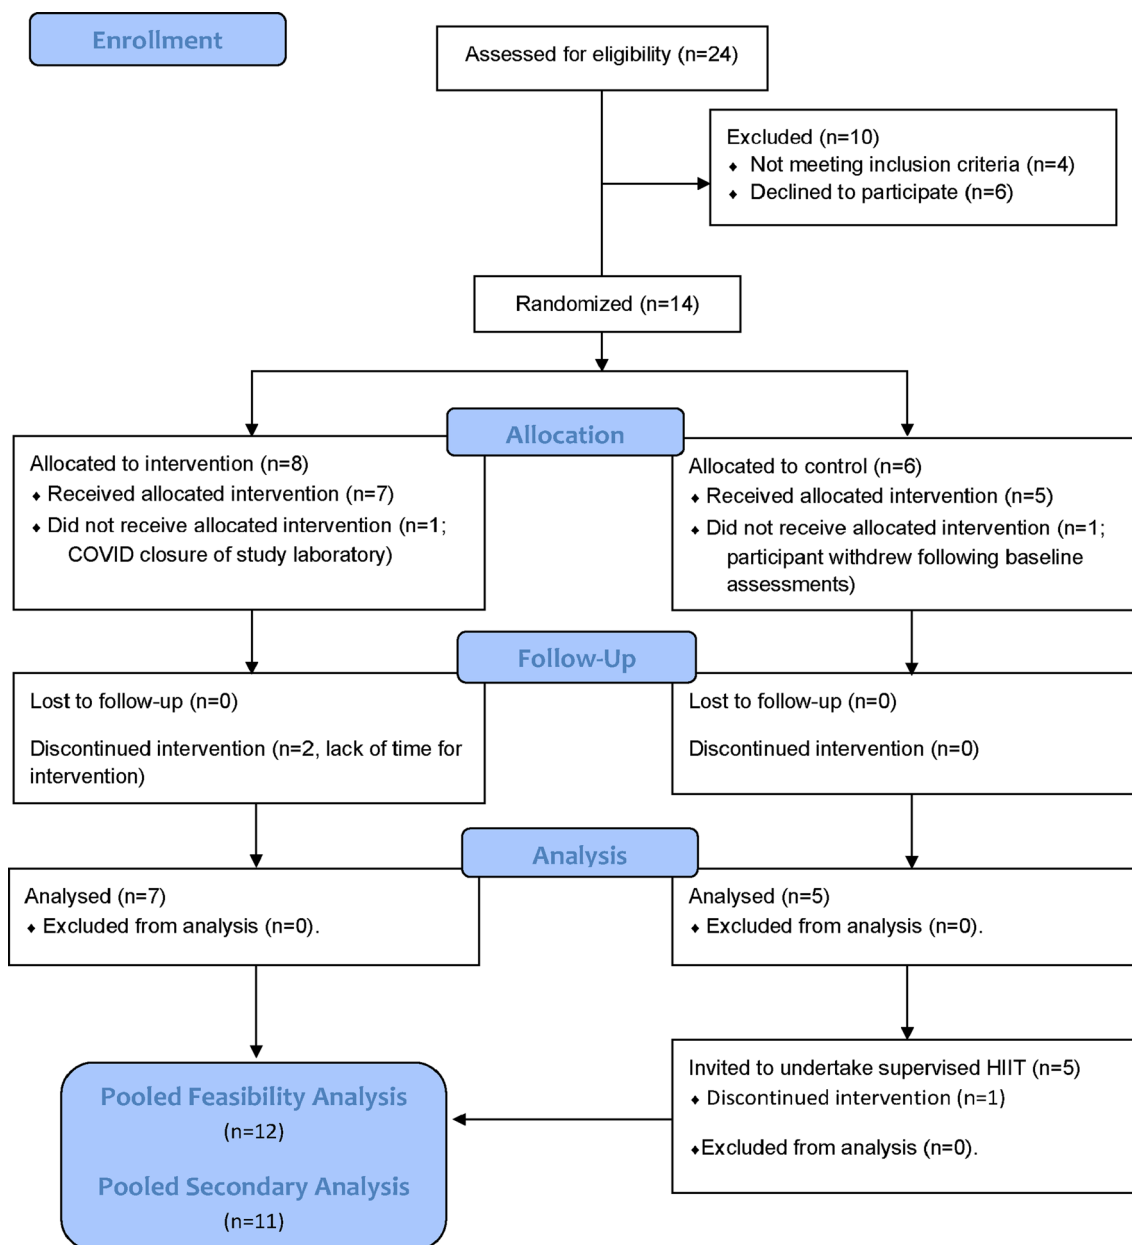 Enrollment
Assessed for eligibility (n=24)
Excluded (n=10)
♦ Not meeting inclusion criteria (n=4)
♦ Declined to participate (n=6)
Randomized (n=14)
Allocation
Allocated to intervention (n=8)
♦ Received allocated intervention (n=7)
♦ Did not receive allocated intervention (n=1;
COVID closure of study laboratory)
Allocated to control (n=6)
♦ Received allocated intervention (n=5)
♦ Did not receive allocated intervention (n=1;
participant withdrew following baseline
assessments)
Follow-Up
Lost to follow-up (n=0)
Discontinued intervention (n=2, lack of time for
intervention)
Lost to follow-up (n=0)
Discontinued intervention (n=0)
Analysis
Analysed (n=7)
♦ Excluded from analysis (n=0).
Analysed (n=5)
♦ Excluded from analysis (n=0).
Invited to undertake supervised HIIT (n=5)
♦ Discontinued intervention (n=1)
♦Excluded from analysis (n=0).
Pooled Feasibility Analysis
(n=12)
Pooled Secondary Analysis
(n=11)